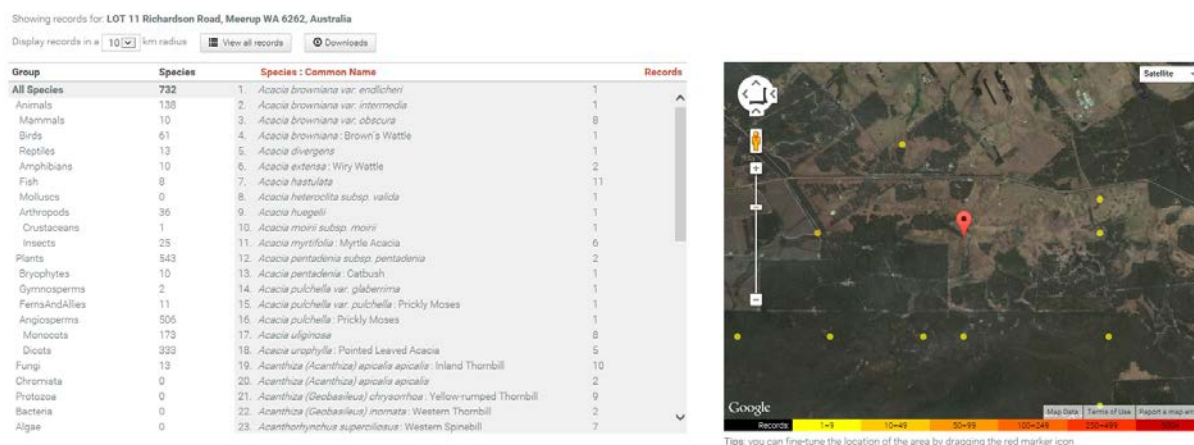 Showing records for: LOT 11 Richardson Road, Meerup WA 6262, Australia
Display records in a 10 km radius View all records Downloads
Group Species Species : Common Name Records
All Species 732 1. Acacia browniana var. endlicheri 1
Animals 138 2. Acacia browniana var. intermedia 1
Mammals 10 3. Acacia browniana var. obscura 8
Birds 61 4. Acacia browniana : Brown's Wattle 1
Reptiles 13 5. Acacia divergens 1
Amphibians 10 6. Acacia extensa : Wiry Wattle 2
Fish 8 7. Acacia hastulata 11
Molluscs 0 8. Acacia heteroclita subsp. valida 1
Arthropods 36 9. Acacia huegelii 1
Crustaceans 1 10. Acacia moirii subsp. moirii 1
Insects 25 11. Acacia myrtifolia : Myrtle Acacia 6
Plants 543 12. Acacia pentadenia subsp. pentadenia 2
Bryophytes 10 13. Acacia pentadenia : Catbush 1
Gymnosperms 2 14. Acacia pulchella var. glaberrima 1
FernsAndAllies 11 15. Acacia pulchella var. pulchella : Prickly Moses 1
Angiosperms 506 16. Acacia pulchella : Prickly Moses 1
Monocots 173 17. Acacia uliginosa 8
Dicots 333 18. Acacia urophylla : Pointed Leaved Acacia 5
Fungi 13 19. Acanthiza (Acanthiza) apicalis apicalis : Inland Thornbill 10
Chromista 0 20. Acanthiza (Acanthiza) apicalis apicalis 2
Protozoa 0 21. Acanthiza (Geobasileus) chrysorrhoa : Yellow-rumped Thornbill 9
Bacteria 0 22. Acanthiza (Geobasileus) inornata : Western Thornbill 2
Algae 0 23. Acanthorhynchus superciliosus : Western Spinebill 7
Satellite
Google
Map Data Terms of Use Report a map err
Records: 1-9 10-49 50-99 100-249 250-499 500+
Tips: you can fine-tune the location of the area by dragging the red marker icon